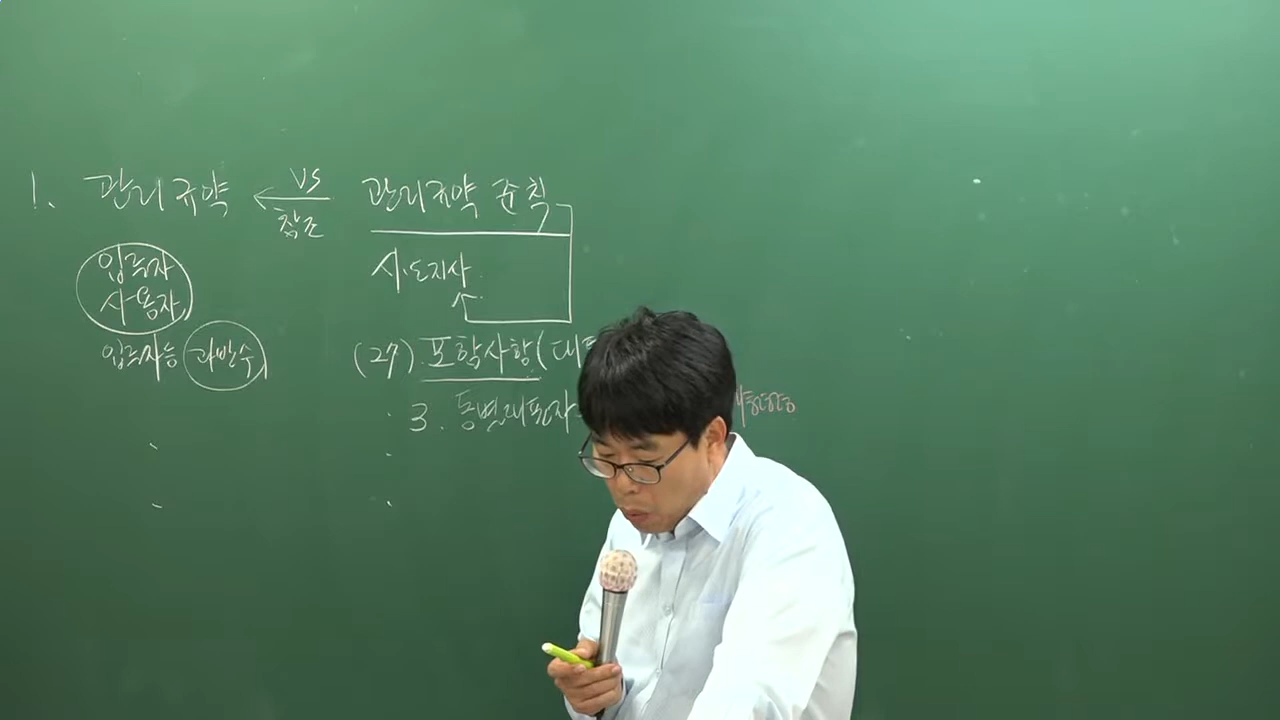 1. 관리규약 ← vs 참조 관리규약 준칙
입주자
사용자
시·도지사
입주자등 과반수
(27) 포함사항 (대
3. 동별대표자